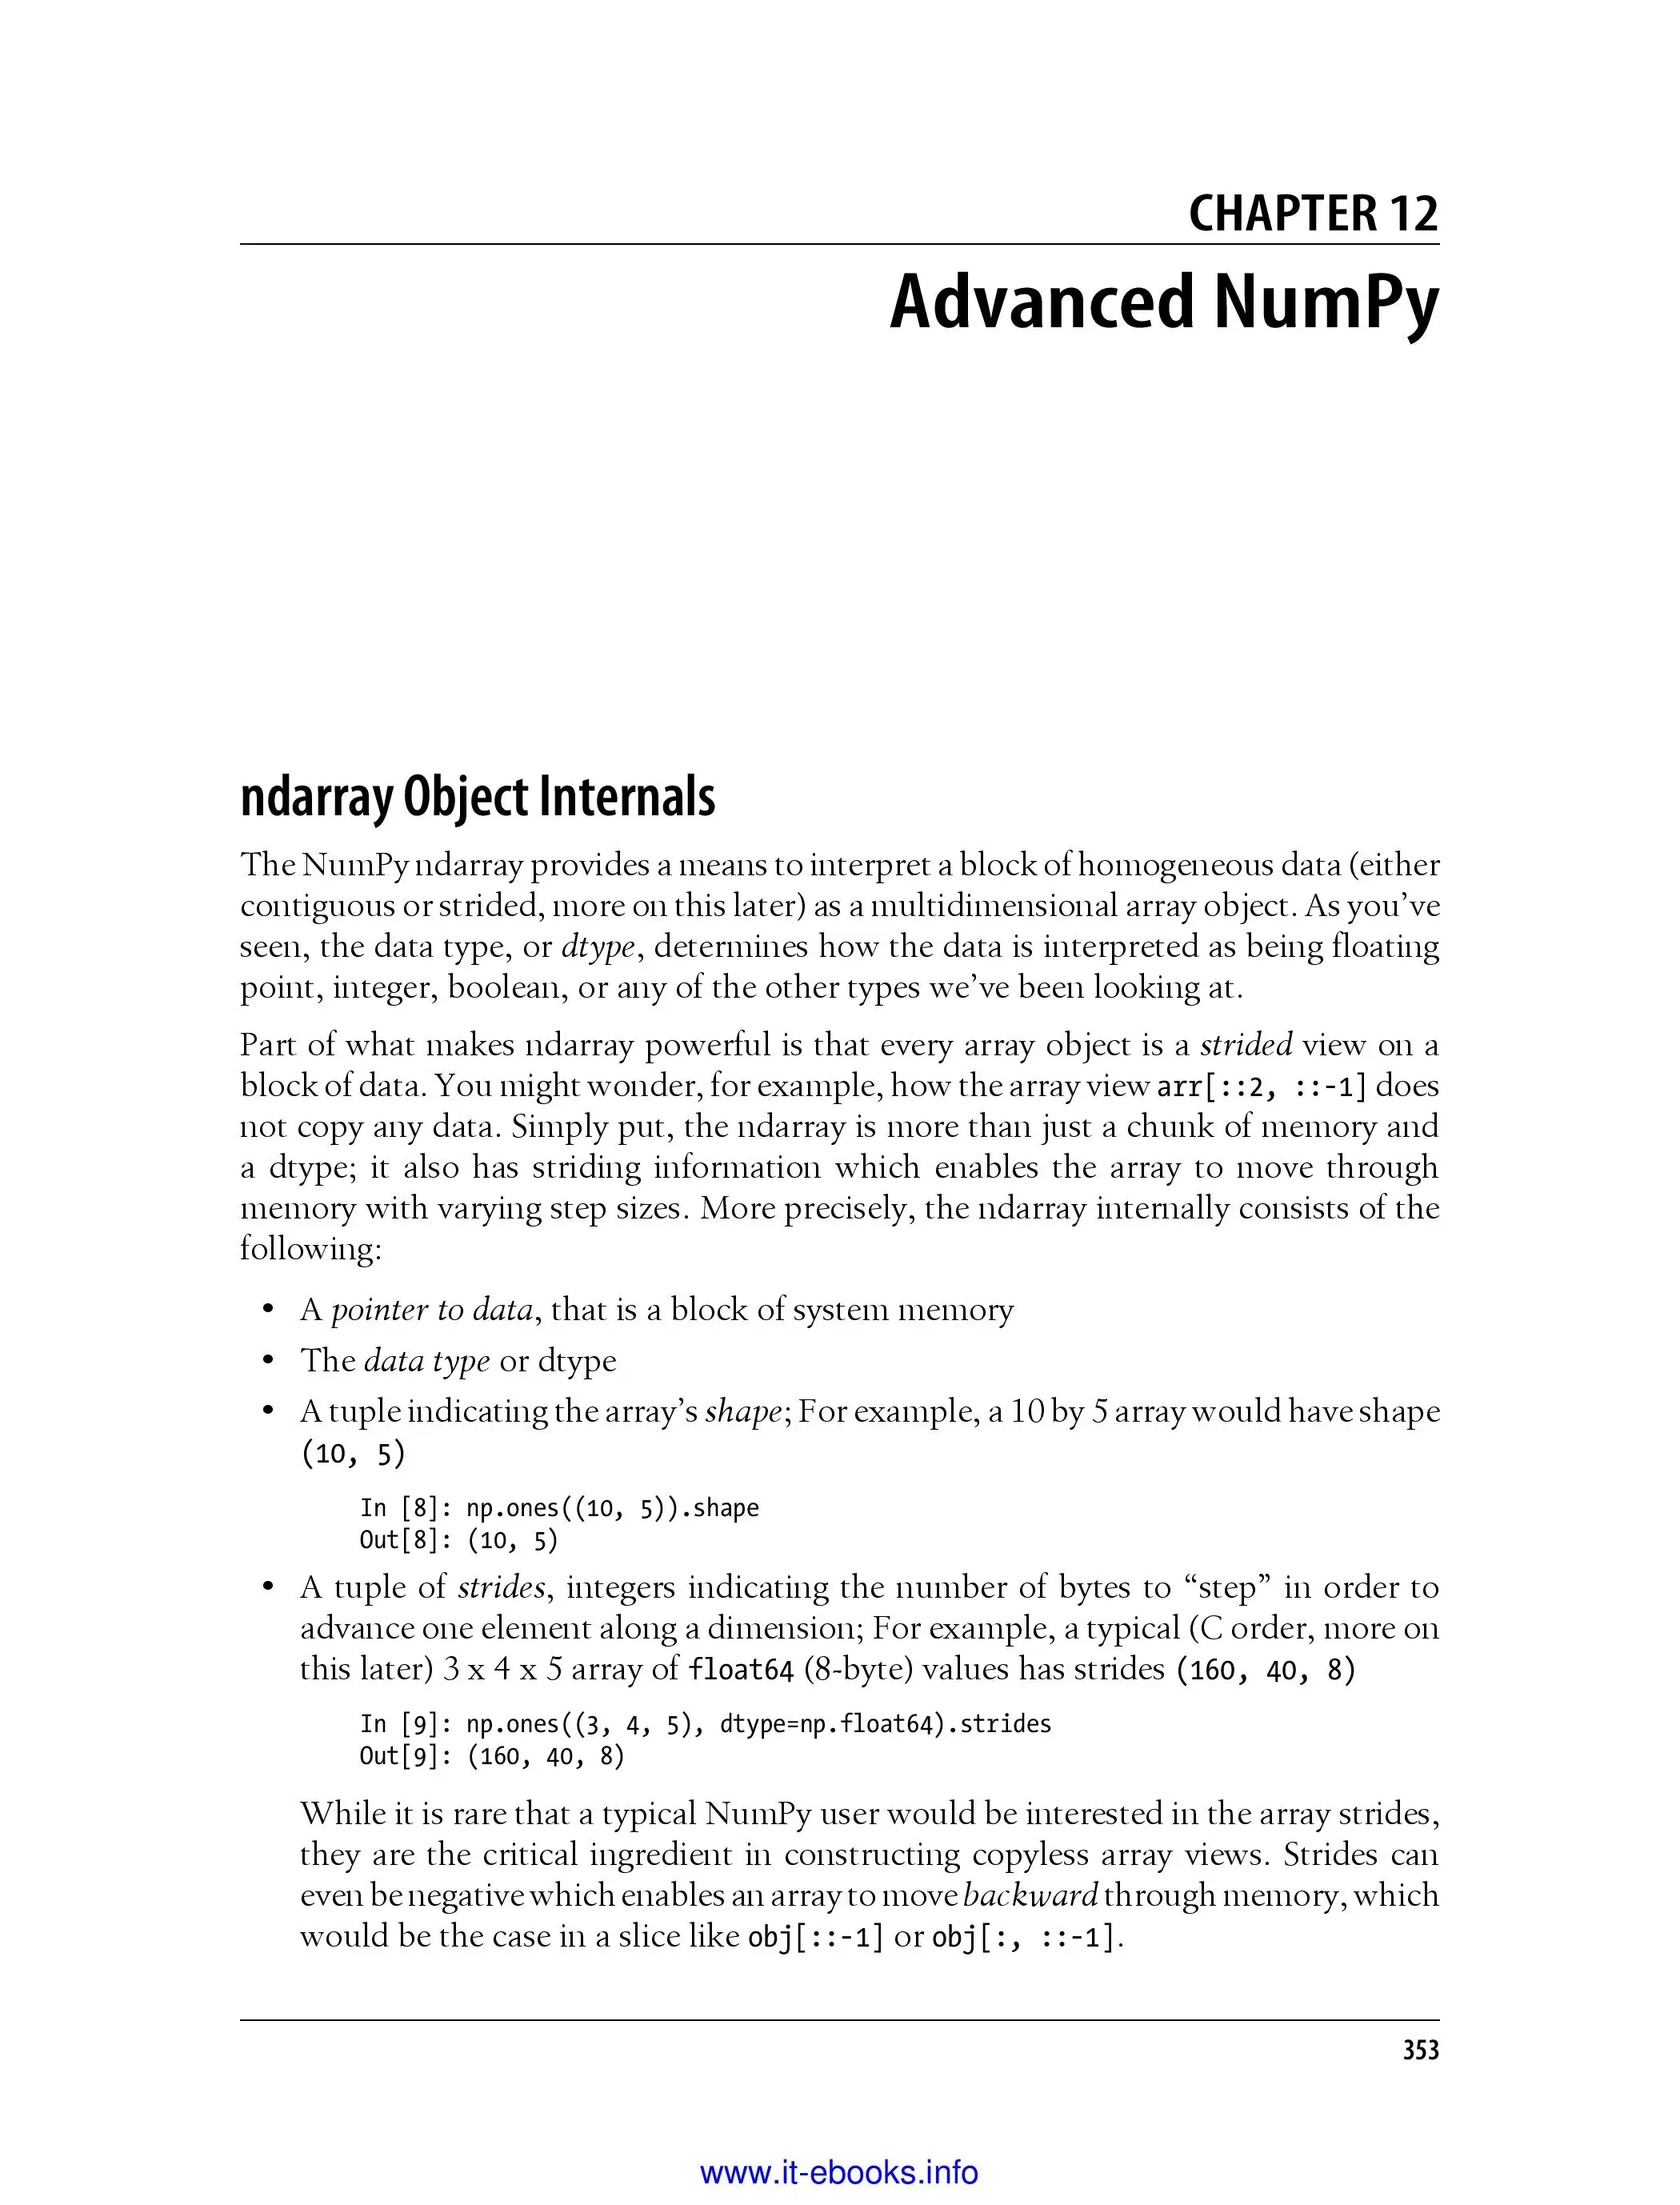 CHAPTER 12
Advanced NumPy
ndarray Object Internals
The NumPy ndarray provides a means to interpret a block of homogeneous data (either
contiguous or strided, more on this later) as a multidimensional array object. As you’ve
seen, the data type, or dtype, determines how the data is interpreted as being floating
point, integer, boolean, or any of the other types we’ve been looking at.
Part of what makes ndarray powerful is that every array object is a strided view on a
block of data. You might wonder, for example, how the array view arr[::2, ::-1] does
not copy any data. Simply put, the ndarray is more than just a chunk of memory and
a dtype; it also has striding information which enables the array to move through
memory with varying step sizes. More precisely, the ndarray internally consists of the
following:
• A pointer to data, that is a block of system memory
• The data type or dtype
• A tuple indicating the array’s shape; For example, a 10 by 5 array would have shape
(10, 5)
In [8]: np.ones((10, 5)).shape
Out[8]: (10, 5)
• A tuple of strides, integers indicating the number of bytes to “step” in order to
advance one element along a dimension; For example, a typical (C order, more on
this later) 3 x 4 x 5 array of float64 (8-byte) values has strides (160, 40, 8)
In [9]: np.ones((3, 4, 5), dtype=np.float64).strides
Out[9]: (160, 40, 8)
While it is rare that a typical NumPy user would be interested in the array strides,
they are the critical ingredient in constructing copyless array views. Strides can
even be negative which enables an array to move backward through memory, which
would be the case in a slice like obj[::-1] or obj[:, ::-1].
353
www.it-ebooks.info